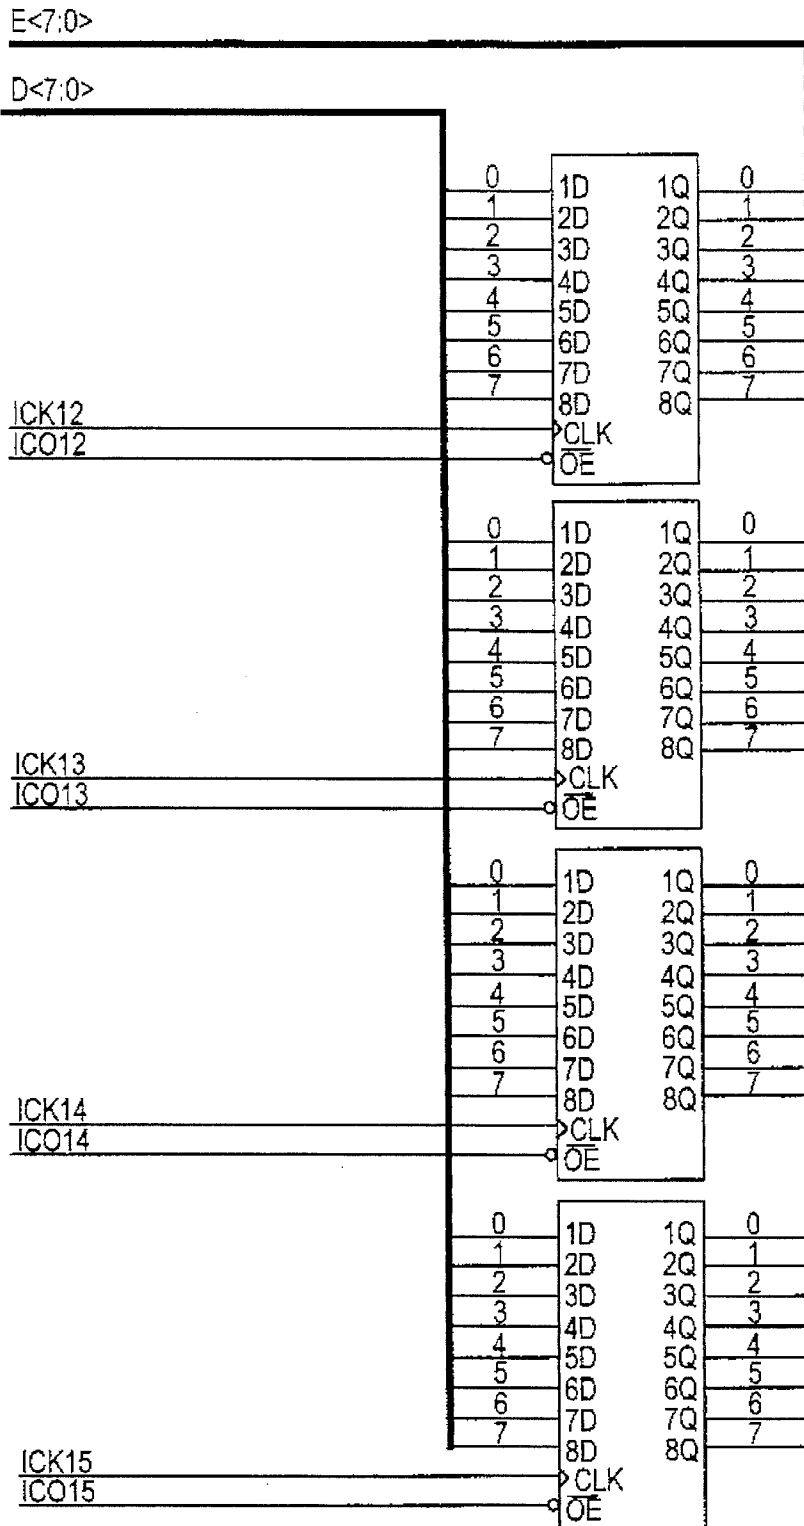 E<7:0>
D<7:0>
0 1D 1Q 0
1 2D 2Q 1
2 3D 3Q 2
3 4D 4Q 3
4 5D 5Q 4
5 6D 6Q 5
6 7D 7Q 6
7 8D 8Q 7
ICK12 CLK
ICO12 OE
0 1D 1Q 0
1 2D 2Q 1
2 3D 3Q 2
3 4D 4Q 3
4 5D 5Q 4
5 6D 6Q 5
6 7D 7Q 6
7 8D 8Q 7
ICK13 CLK
ICO13 OE
0 1D 1Q 0
1 2D 2Q 1
2 3D 3Q 2
3 4D 4Q 3
4 5D 5Q 4
5 6D 6Q 5
6 7D 7Q 6
7 8D 8Q 7
ICK14 CLK
ICO14 OE
0 1D 1Q 0
1 2D 2Q 1
2 3D 3Q 2
3 4D 4Q 3
4 5D 5Q 4
5 6D 6Q 5
6 7D 7Q 6
7 8D 8Q 7
ICK15 CLK
ICO15 OE